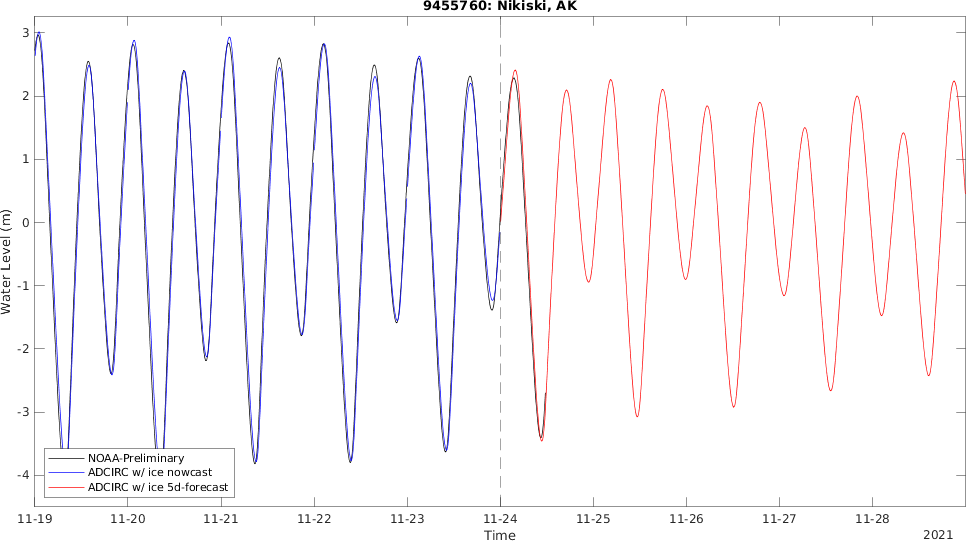 9455760: Nikiski, AK
3
2
1
0
-1
-2
-3
-4
Water Level (m)
NOAA-Preliminary
ADCIRC w/ ice nowcast
ADCIRC w/ ice 5d-forecast
11-19 11-20 11-21 11-22 11-23 11-24 11-25 11-26 11-27 11-28
Time
2021